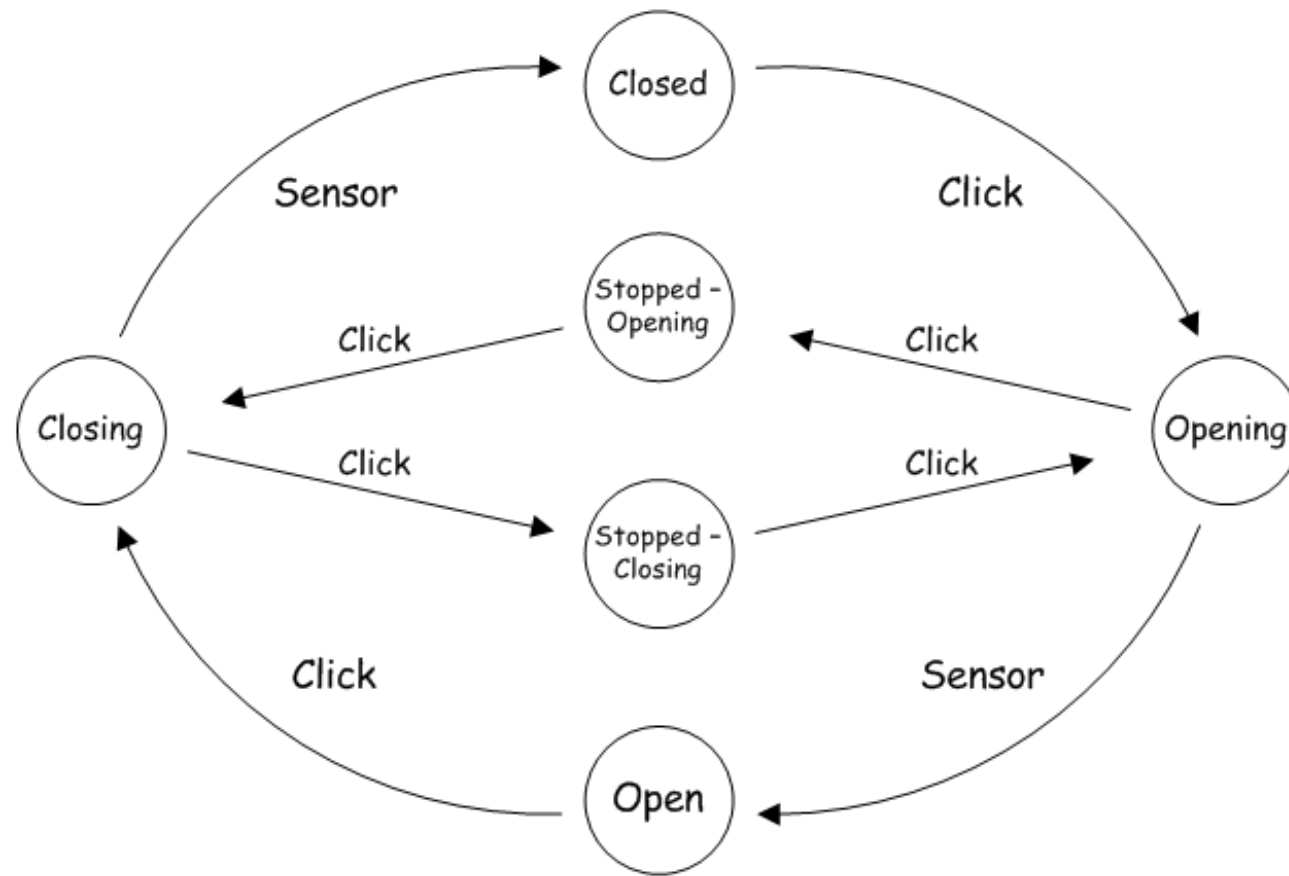 Closed
Sensor
Click
Stopped –
Opening
Click
Click
Closing
Opening
Click
Click
Stopped –
Closing
Click
Sensor
Open